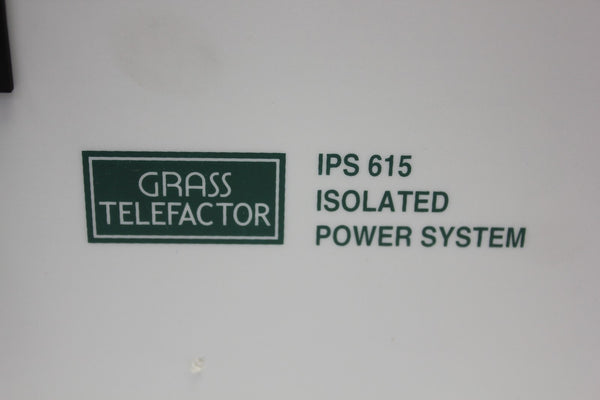 GRASS
TELEFACTOR
IPS 615
ISOLATED
POWER SYSTEM